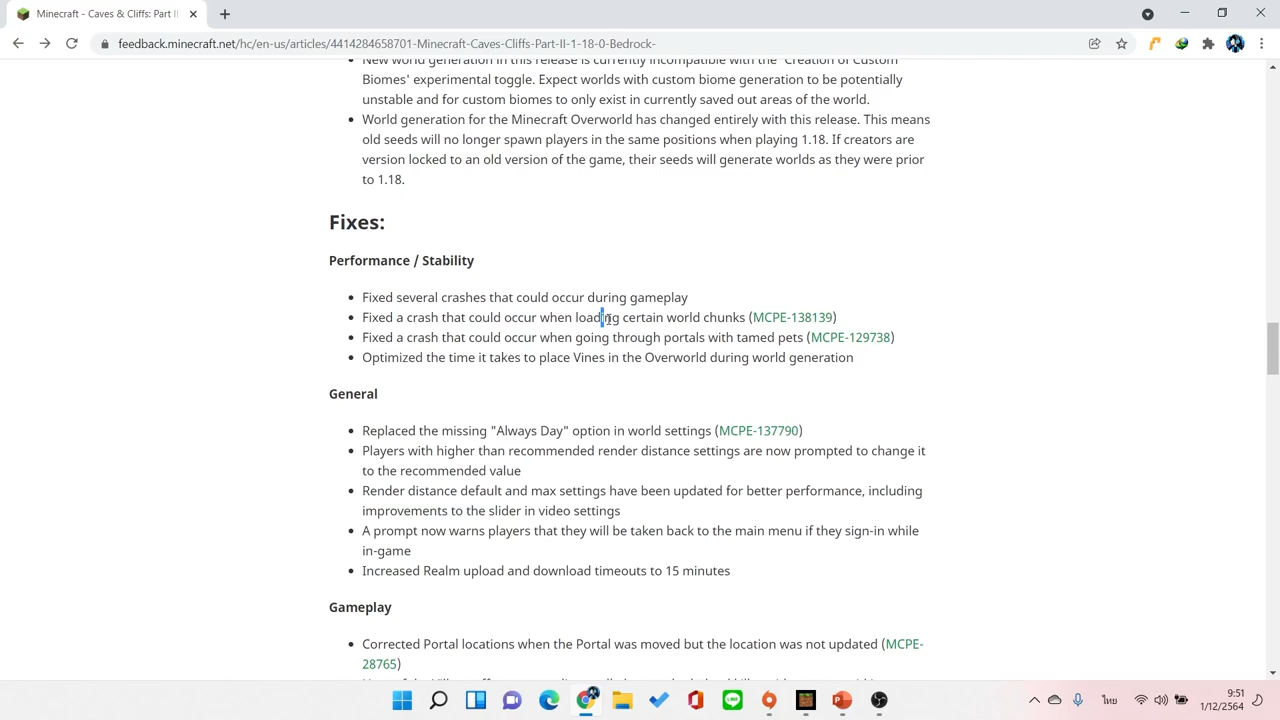 Minecraft - Caves & Cliffs: Part II
feedback.minecraft.net/hc/en-us/articles/4414284658701-Minecraft-Caves-Cliffs-Part-II-1-18-0-Bedrock-
New world generation in this release is currently incompatible with the 'Creation of Custom
Biomes' experimental toggle. Expect worlds with custom biome generation to be potentially
unstable and for custom biomes to only exist in currently saved out areas of the world.
World generation for the Minecraft Overworld has changed entirely with this release. This means
old seeds will no longer spawn players in the same positions when playing 1.18. If creators are
version locked to an old version of the game, their seeds will generate worlds as they were prior
to 1.18.
Fixes:
Performance / Stability
Fixed several crashes that could occur during gameplay
Fixed a crash that could occur when loading certain world chunks (MCPE-138139)
Fixed a crash that could occur when going through portals with tamed pets (MCPE-129738)
Optimized the time it takes to place Vines in the Overworld during world generation
General
Replaced the missing "Always Day" option in world settings (MCPE-137790)
Players with higher than recommended render distance settings are now prompted to change it
to the recommended value
Render distance default and max settings have been updated for better performance, including
improvements to the slider in video settings
A prompt now warns players that they will be taken back to the main menu if they sign-in while
in-game
Increased Realm upload and download timeouts to 15 minutes
Gameplay
Corrected Portal locations when the Portal was moved but the location was not updated (MCPE-
28765)
ไทย
9:51
1/12/2564